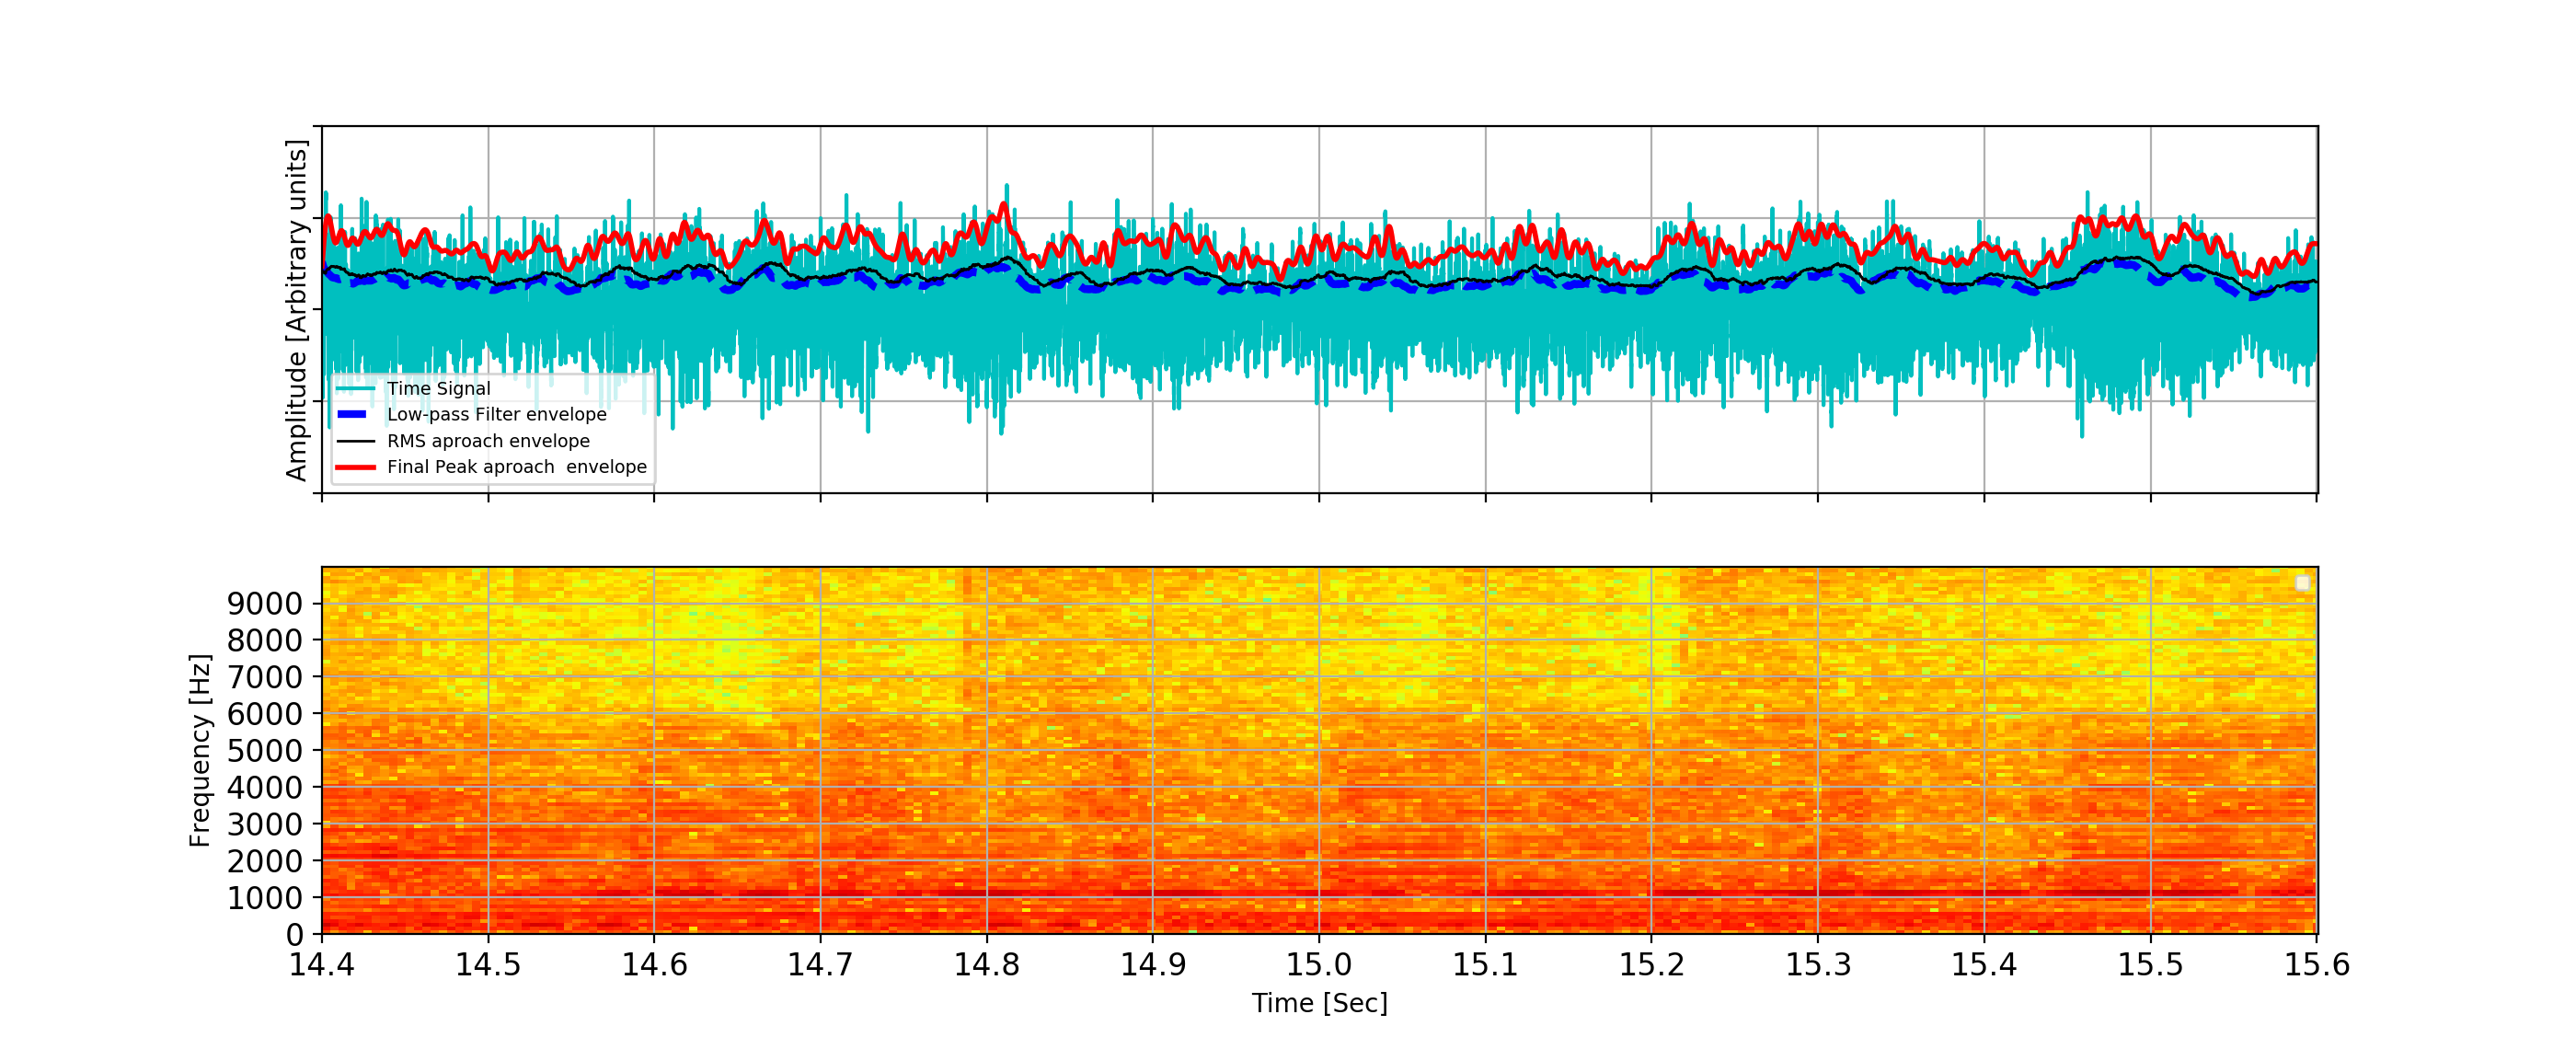 Amplitude [Arbitrary units]
Time Signal
Low-pass Filter envelope
RMS aproach envelope
Final Peak aproach  envelope
Frequency [Hz]
9000
8000
7000
6000
5000
4000
3000
2000
1000
0
14.4 14.5 14.6 14.7 14.8 14.9 15.0 15.1 15.2 15.3 15.4 15.5 15.6
Time [Sec]